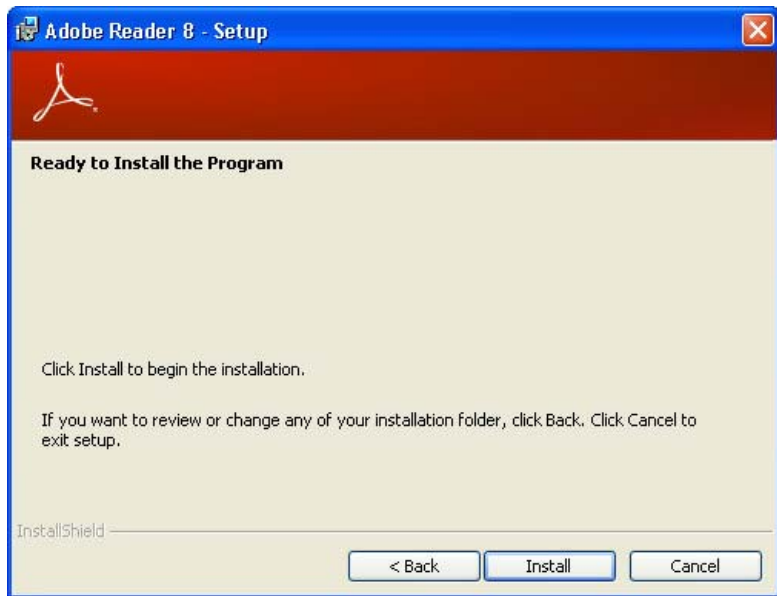 Adobe Reader 8 - Setup
Ready to Install the Program
Click Install to begin the installation.
If you want to review or change any of your installation folder, click Back. Click Cancel to
exit setup.
InstallShield
< Back
Install
Cancel